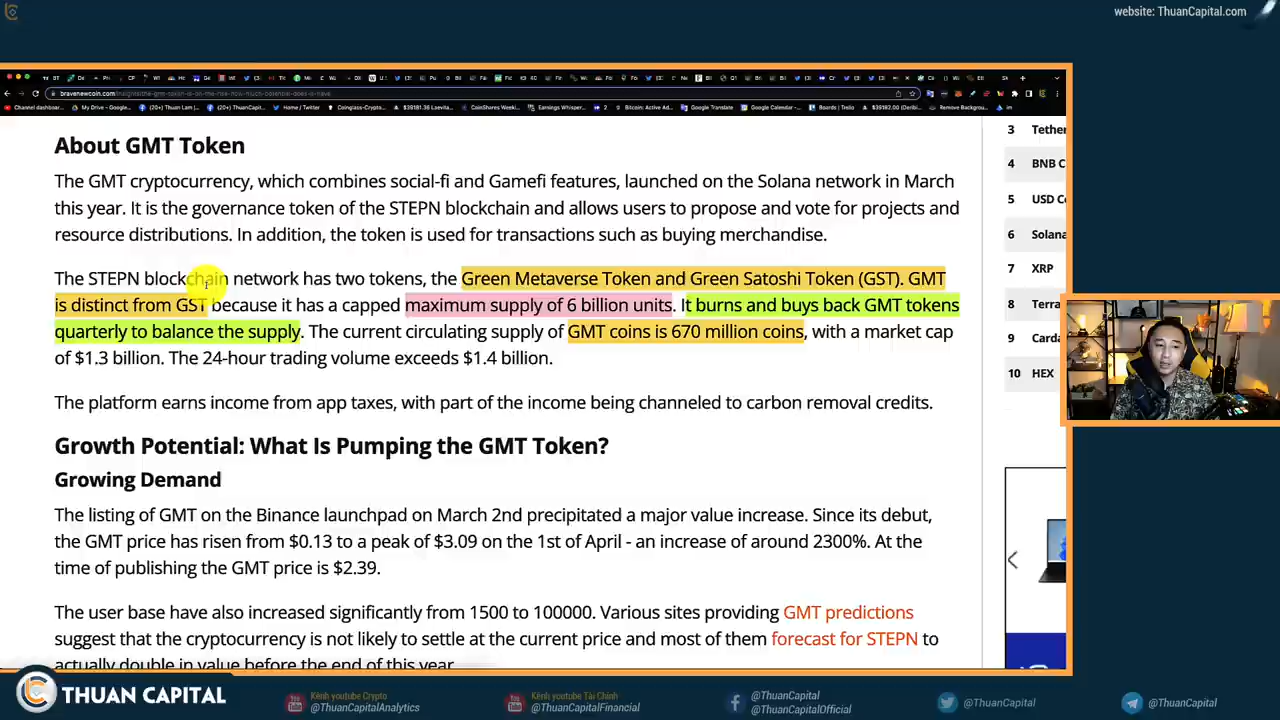 website: ThuanCapital.com
About GMT Token
The GMT cryptocurrency, which combines social-fi and Gamefi features, launched on the Solana network in March
this year. It is the governance token of the STEPN blockchain and allows users to propose and vote for projects and
resource distributions. In addition, the token is used for transactions such as buying merchandise.
The STEPN blockchain network has two tokens, the Green Metaverse Token and Green Satoshi Token (GST). GMT
is distinct from GST because it has a capped maximum supply of 6 billion units. It burns and buys back GMT tokens
quarterly to balance the supply. The current circulating supply of GMT coins is 670 million coins, with a market cap
of $1.3 billion. The 24-hour trading volume exceeds $1.4 billion.
The platform earns income from app taxes, with part of the income being channeled to carbon removal credits.
Growth Potential: What Is Pumping the GMT Token?
Growing Demand
The listing of GMT on the Binance launchpad on March 2nd precipitated a major value increase. Since its debut,
the GMT price has risen from $0.13 to a peak of $3.09 on the 1st of April - an increase of around 2300%. At the
time of publishing the GMT price is $2.39.
The user base have also increased significantly from 1500 to 100000. Various sites providing GMT predictions
suggest that the cryptocurrency is not likely to settle at the current price and most of them forecast for STEPN to
actually double in value before the end of this year.
3 Tether
4 BNB C
5 USD Co
6 Solana
7 XRP
8 Terra
9 Carda
10 HEX
THUAN CAPITAL
Kênh youtube Crypto
@ThuanCapitalAnalytics
Kênh youtube Tài Chính
@ThuanCapitalFinancial
@ThuanCapital
@ThuanCapitalOfficial
@ThuanCapital
@ThuanCapital